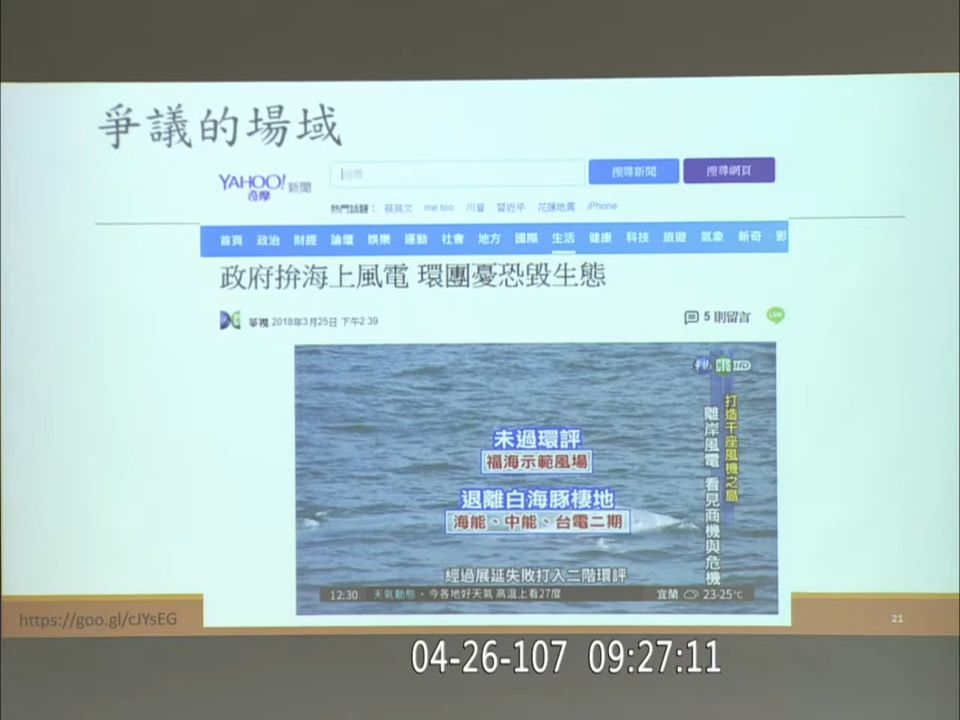 爭議的場域
YAHOO! 奇摩 新聞
搜尋新聞 搜尋網頁
熱門話題： 蔡英文 me too 川普 習近平 花蓮地震 iPhone
首頁 政治 財經 論壇 娛樂 運動 社會 地方 國際 生活 健康 科技 旅遊 氣象 新奇 影
政府拚海上風電 環團憂恐毀生態
華視 2018年3月25日 下午2:39
5 則留言
LINE
華視 CTS HD
打造千座風機之島
離岸風電 看見商機與危機
未過環評
福海示範風場
退離白海豚棲地
海能、中能、台電二期
經過展延失敗打入二階環評
12:30 天氣動態・今各地好天氣 高溫上看27度 宜蘭 23-25℃
https://goo.gl/cJYsEG
21
04-26-107 09:27:11